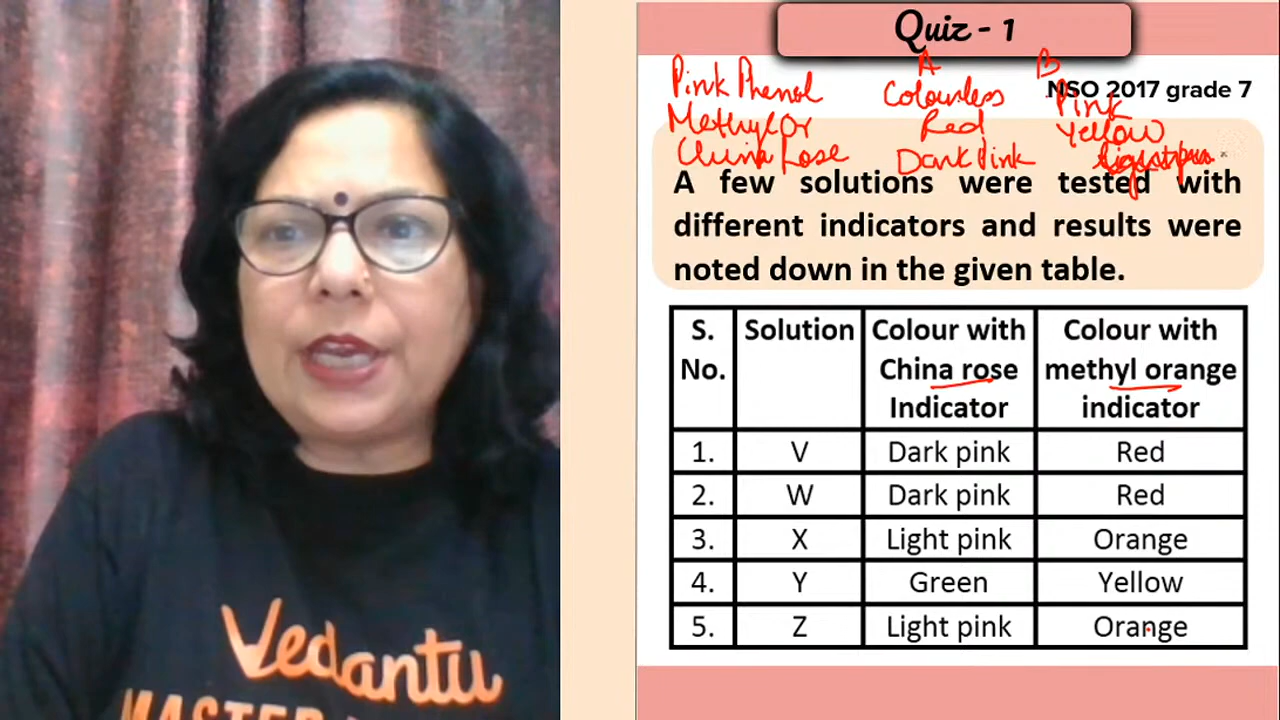 Quiz - 1
A B
Pink Phenol Colourless Pink
NSO 2017 grade 7
Methyl Or Red Yellow
China Rose Dark Pink
A few solutions were tested with
different indicators and results were
noted down in the given table.
S. No. Solution Colour with China rose Indicator Colour with methyl orange indicator
1. V Dark pink Red
2. W Dark pink Red
3. X Light pink Orange
4. Y Green Yellow
5. Z Light pink Orange
Vedantu
MASTER